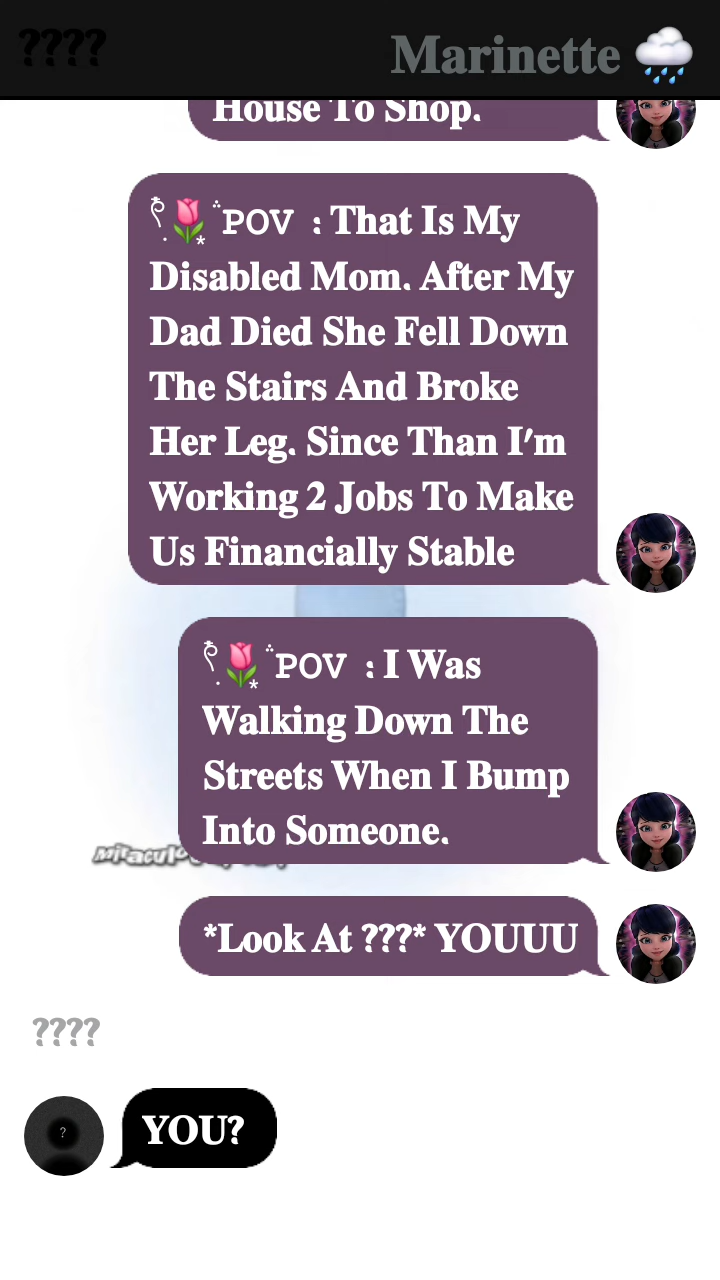 ????
Marinette 🌧️
House To Shop.
🌷 POV : That Is My
Disabled Mom. After My
Dad Died She Fell Down
The Stairs And Broke
Her Leg. Since Than I'm
Working 2 Jobs To Make
Us Financially Stable
🌷 POV : I Was
Walking Down The
Streets When I Bump
Into Someone.
*Look At ???* YOUUU
????
?
YOU?